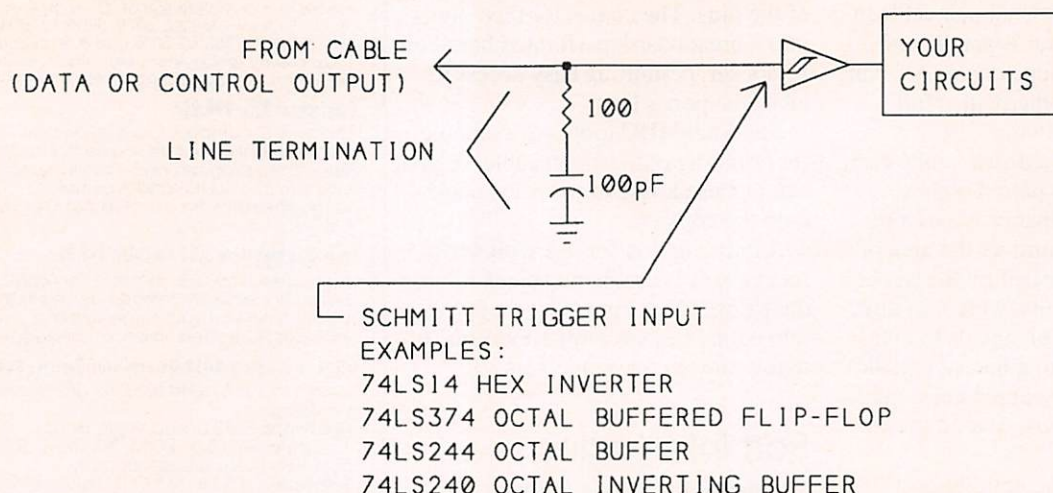 FROM CABLE
(DATA OR CONTROL OUTPUT)
YOUR
CIRCUITS
100
LINE TERMINATION
100pF
SCHMITT TRIGGER INPUT
EXAMPLES:
74LS14 HEX INVERTER
74LS374 OCTAL BUFFERED FLIP-FLOP
74LS244 OCTAL BUFFER
74LS240 OCTAL INVERTING BUFFER